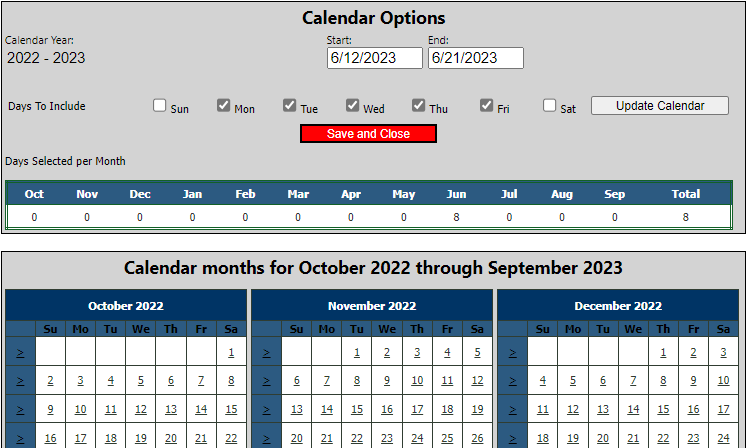 Calendar Options
Calendar Year: Start: End:
2022 - 2023 6/12/2023 6/21/2023
Days To Include Sun Mon Tue Wed Thu Fri Sat Update Calendar
Save and Close
Days Selected per Month
Oct Nov Dec Jan Feb Mar Apr May Jun Jul Aug Sep Total
0 0 0 0 0 0 0 0 8 0 0 0 8
Calendar months for October 2022 through September 2023
October 2022 November 2022 December 2022
Su Mo Tu We Th Fr Sa Su Mo Tu We Th Fr Sa Su Mo Tu We Th Fr Sa
> 1 > 1 2 3 4 5 > 1 2 3
> 2 3 4 5 6 7 8 > 6 7 8 9 10 11 12 > 4 5 6 7 8 9 10
> 9 10 11 12 13 14 15 > 13 14 15 16 17 18 19 > 11 12 13 14 15 16 17
> 16 17 18 19 20 21 22 > 20 21 22 23 24 25 26 > 18 19 20 21 22 23 24